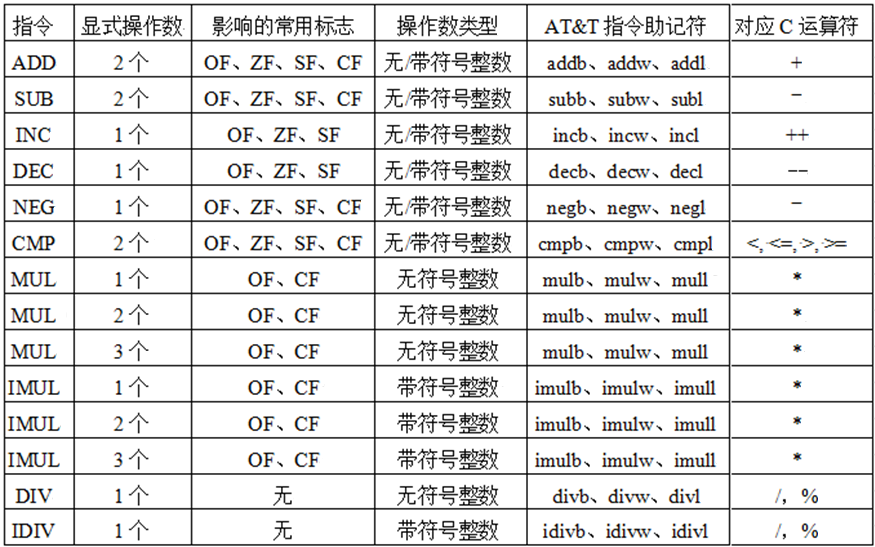 指令 显式操作数 影响的常用标志 操作数类型 AT&T 指令助记符 对应 C 运算符
ADD 2 个 OF、ZF、SF、CF 无/带符号整数 addb、addw、addl +
SUB 2 个 OF、ZF、SF、CF 无/带符号整数 subb、subw、subl -
INC 1 个 OF、ZF、SF 无/带符号整数 incb、incw、incl ++
DEC 1 个 OF、ZF、SF 无/带符号整数 decb、decw、decl --
NEG 1 个 OF、ZF、SF、CF 无/带符号整数 negb、negw、negl -
CMP 2 个 OF、ZF、SF、CF 无/带符号整数 cmpb、cmpw、cmpl <, <=, >, >=
MUL 1 个 OF、CF 无符号整数 mulb、mulw、mull *
MUL 2 个 OF、CF 无符号整数 mulb、mulw、mull *
MUL 3 个 OF、CF 无符号整数 mulb、mulw、mull *
IMUL 1 个 OF、CF 带符号整数 imulb、imulw、imull *
IMUL 2 个 OF、CF 带符号整数 imulb、imulw、imull *
IMUL 3 个 OF、CF 带符号整数 imulb、imulw、imull *
DIV 1 个 无 无符号整数 divb、divw、divl /，%
IDIV 1 个 无 带符号整数 idivb、idivw、idivl /，%